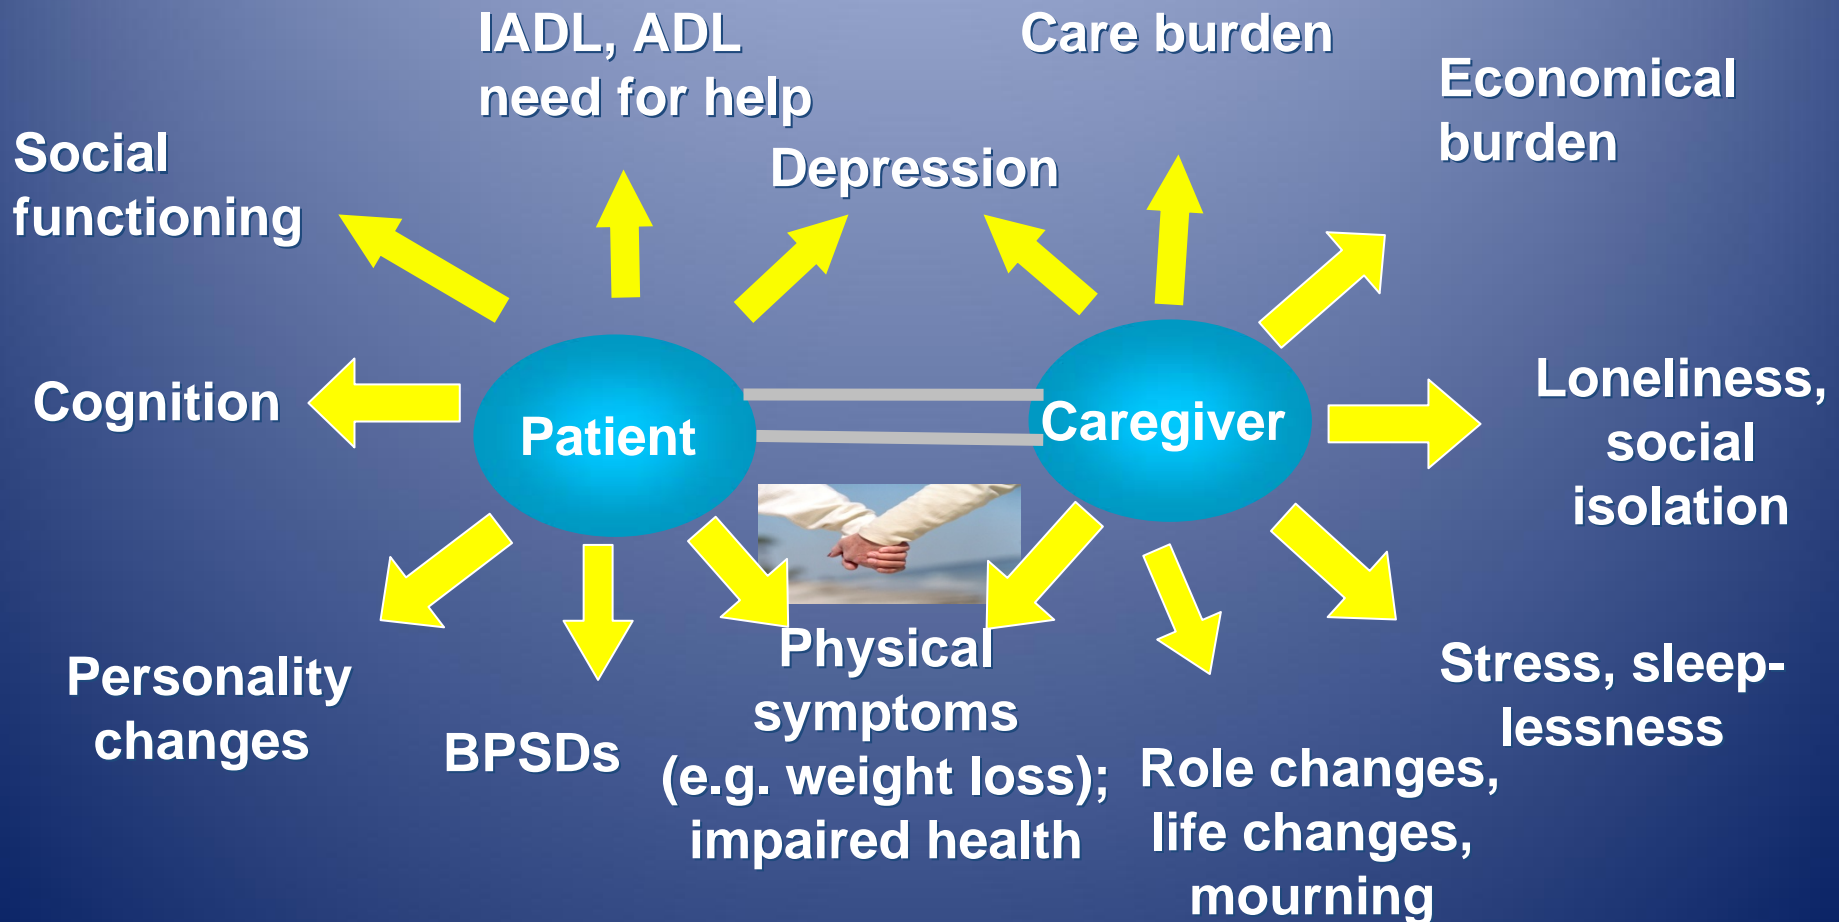 IADL, ADL
need for help
Care burden
Economical
burden
Social
functioning
Depression
Cognition
Patient
Caregiver
Loneliness,
social
isolation
Personality
changes
BPSDs
Physical
symptoms
(e.g. weight loss);
impaired health
Role changes,
life changes,
mourning
Stress, sleep-
lessness